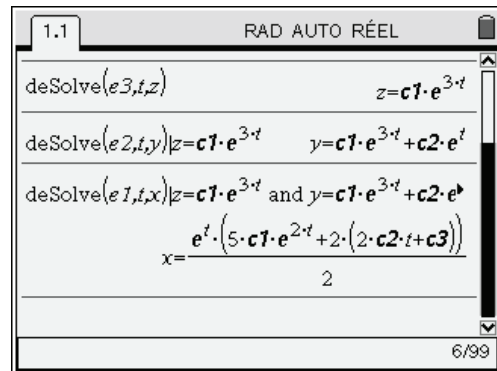 1.1 RAD AUTO RÉEL
deSolve(e3,t,z) z=c1·e^(3·t)
deSolve(e2,t,y)|z=c1·e^(3·t) y=c1·e^(3·t)+c2·e^t
deSolve(e1,t,x)|z=c1·e^(3·t) and y=c1·e^(3·t)+c2·e▶
x=e^t·(5·c1·e^(2·t)+2·(2·c2·t+c3))/2
6/99